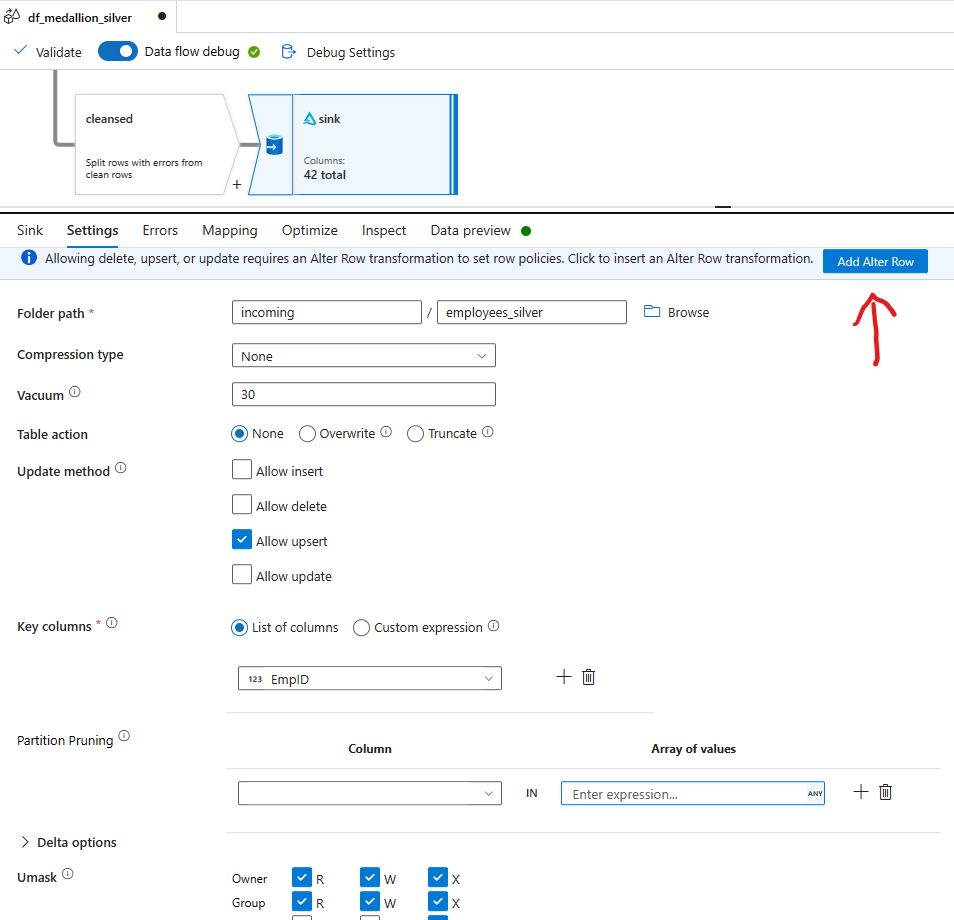 df_medallion_silver
Validate Data flow debug Debug Settings
cleansed
Split rows with errors from
clean rows
+
sink
Columns:
42 total
Sink Settings Errors Mapping Optimize Inspect Data preview
Allowing delete, upsert, or update requires an Alter Row transformation to set row policies. Click to insert an Alter Row transformation. Add Alter Row
Folder path * incoming / employees_silver Browse
Compression type None
Vacuum 30
Table action None Overwrite Truncate
Update method Allow insert
Allow delete
Allow upsert
Allow update
Key columns * List of columns Custom expression
123 EmpID
Partition Pruning
Column Array of values
IN Enter expression... ANY
Delta options
Umask
Owner R W X
Group R W X